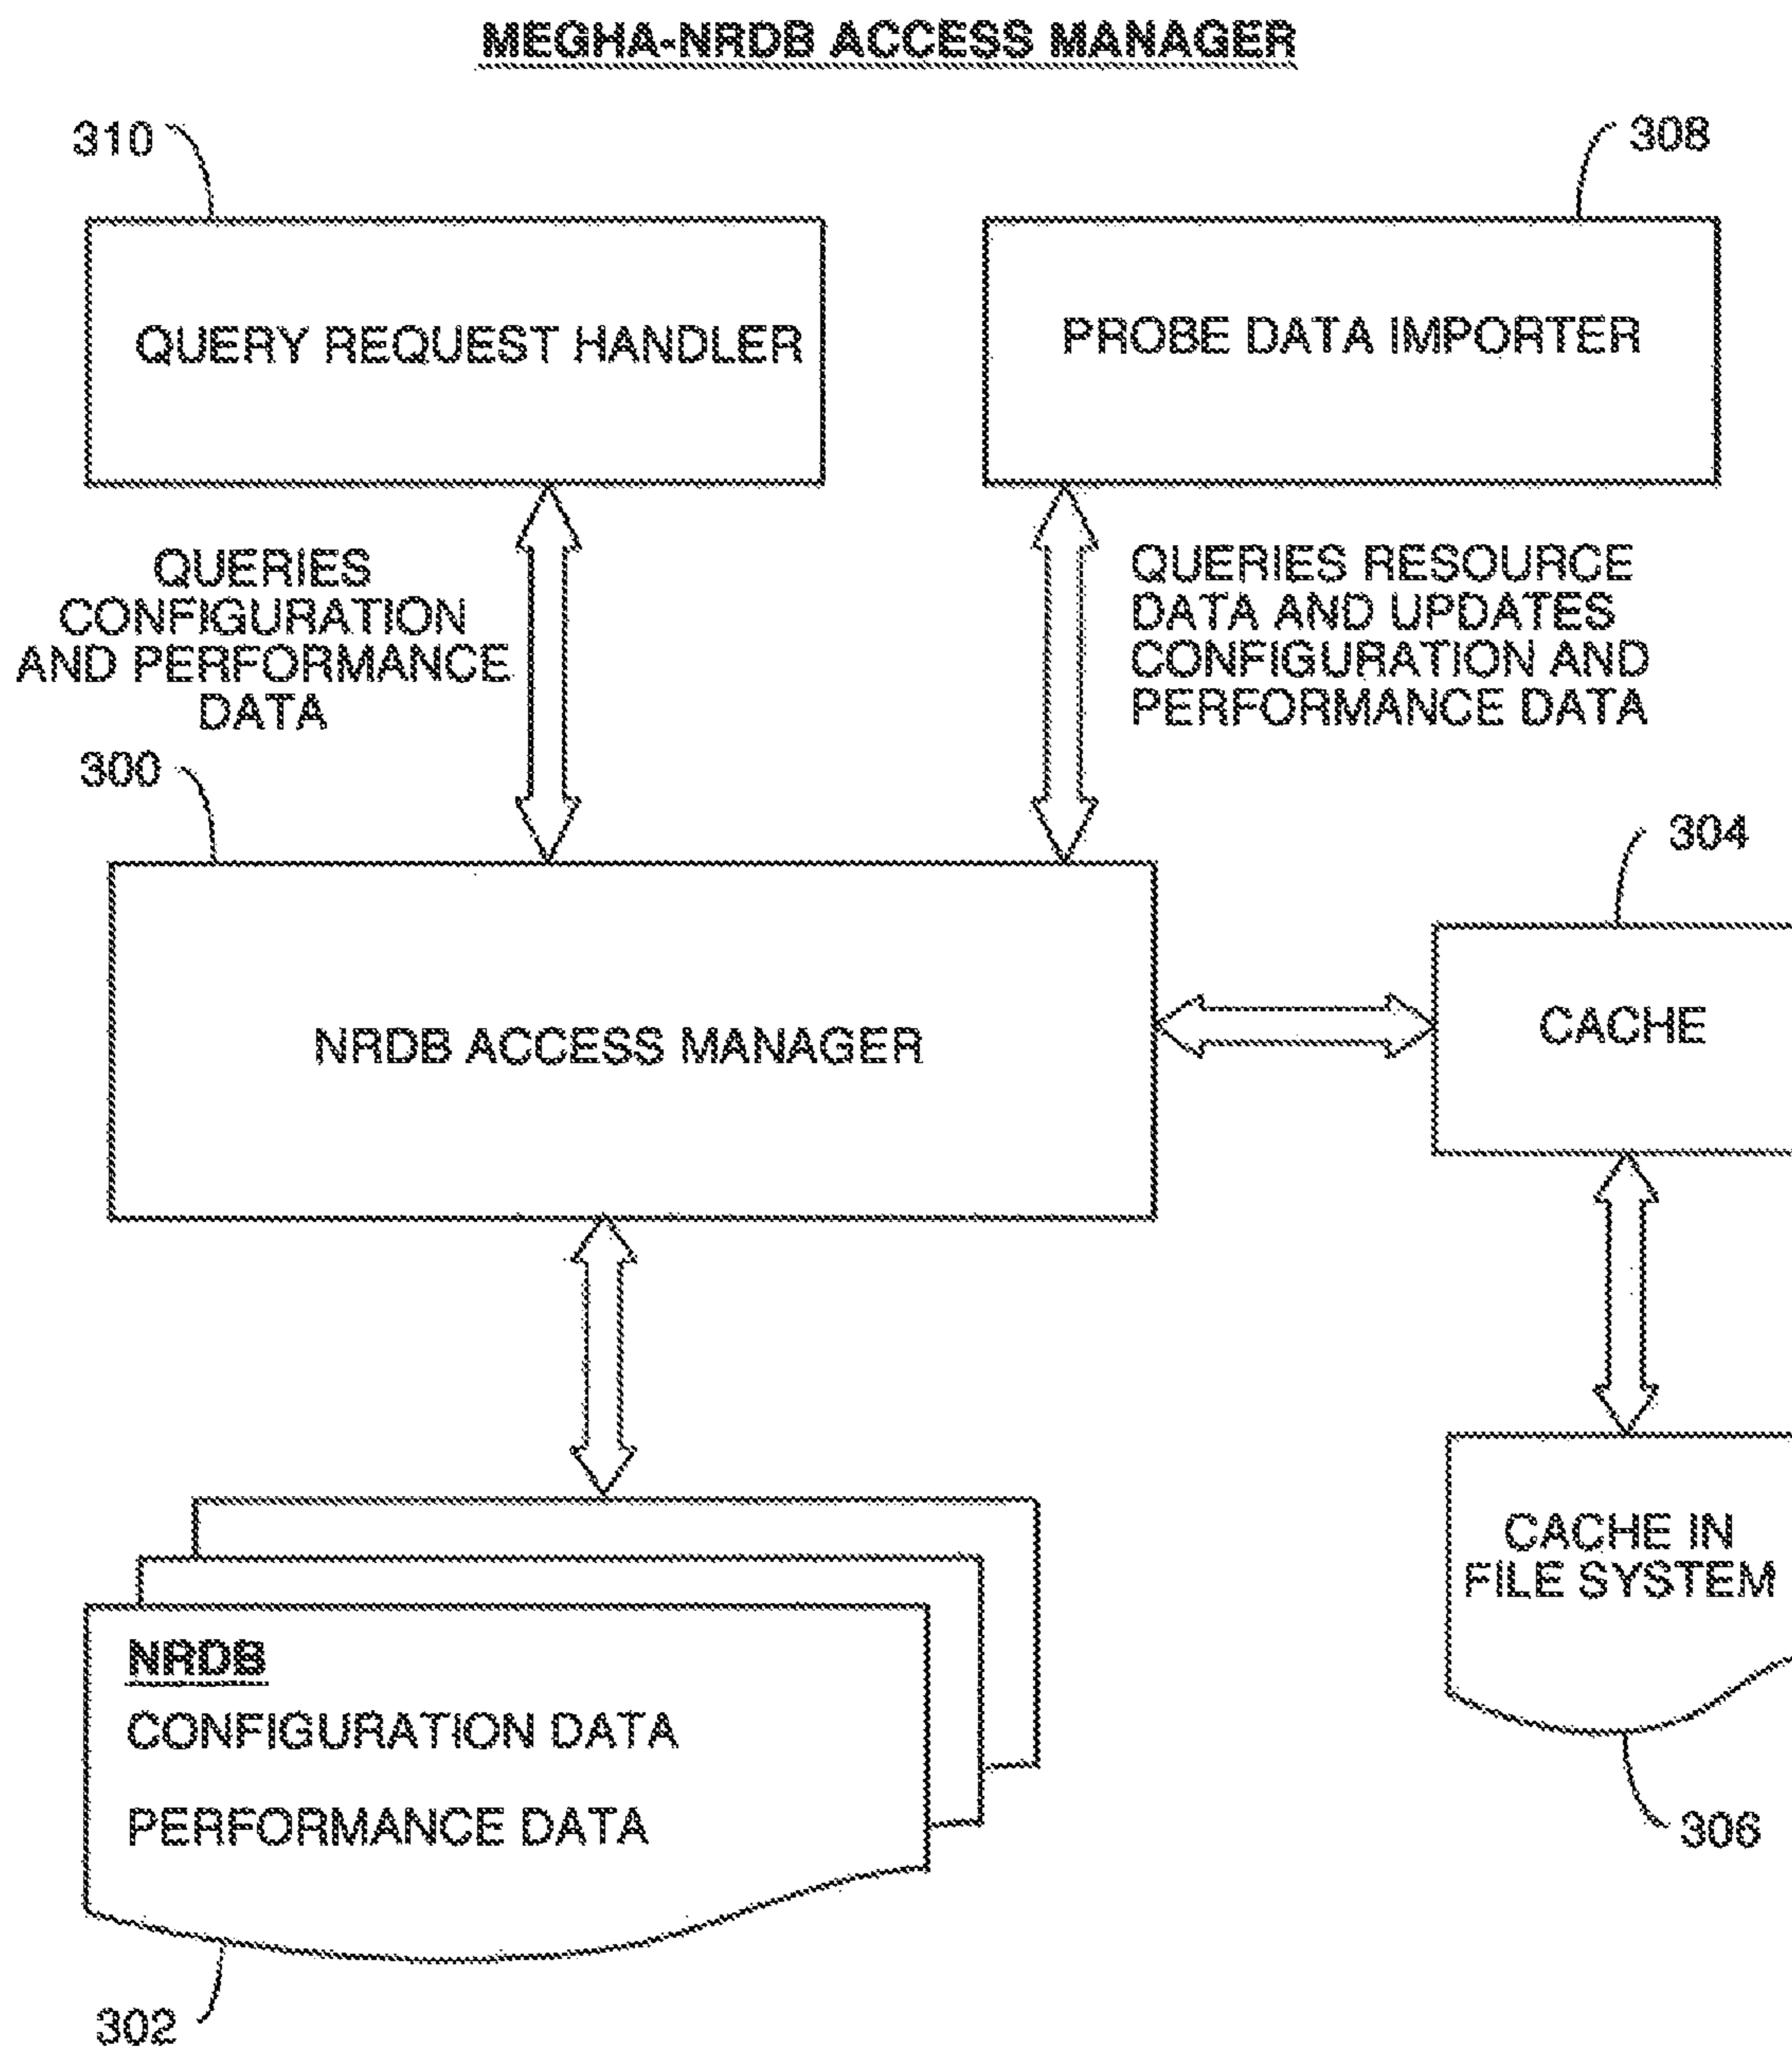 MEGHA-NRDB ACCESS MANAGER
310
308
QUERY REQUEST HANDLER
PROBE DATA IMPORTER
QUERIES
CONFIGURATION
AND PERFORMANCE
DATA
QUERIES RESOURCE
DATA AND UPDATES
CONFIGURATION AND
PERFORMANCE DATA
300
304
NRDB ACCESS MANAGER
CACHE
CACHE IN
FILE SYSTEM
NRDB
CONFIGURATION DATA
PERFORMANCE DATA
306
302